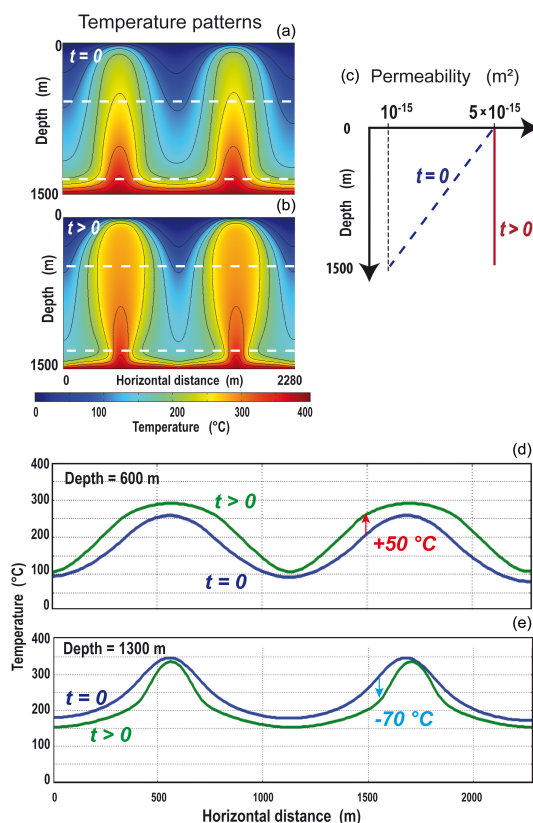 Temperature patterns
(a)
0
t = 0
Depth (m)
1500
(b)
0
t > 0
Depth (m)
1500
0 Horizontal distance (m) 2280
0 100 200 300 400
Temperature (°C)
(c) Permeability (m²)
10⁻¹⁵ 5×10⁻¹⁵
0
t = 0
t > 0
Depth (m)
1500
(d)
400
Depth = 600 m
t > 0
300
200
+50 °C
100
t = 0
0
Temperature (°C)
(e)
400
Depth = 1300 m
300
t = 0
200
-70 °C
t > 0
100
0
0 500 1000 1500 2000
Horizontal distance (m)